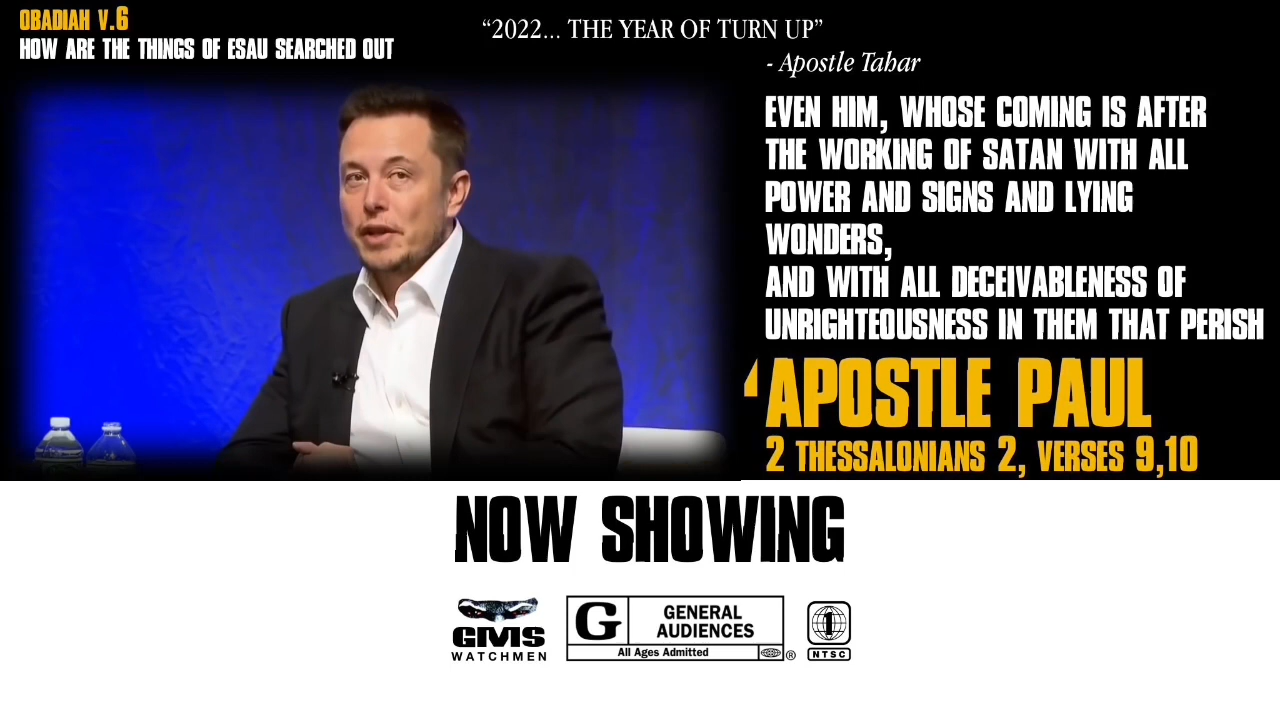 OBADIAH V.6
HOW ARE THE THINGS OF ESAU SEARCHED OUT
“2022... THE YEAR OF TURN UP”
- Apostle Tahar
EVEN HIM, WHOSE COMING IS AFTER
THE WORKING OF SATAN WITH ALL
POWER AND SIGNS AND LYING
WONDERS,
AND WITH ALL DECEIVABLENESS OF
UNRIGHTEOUSNESS IN THEM THAT PERISH
APOSTLE PAUL
2 THESSALONIANS 2, VERSES 9,10
NOW SHOWING
GMS
WATCHMEN
G
GENERAL
AUDIENCES
All Ages Admitted
®
1
NTSC